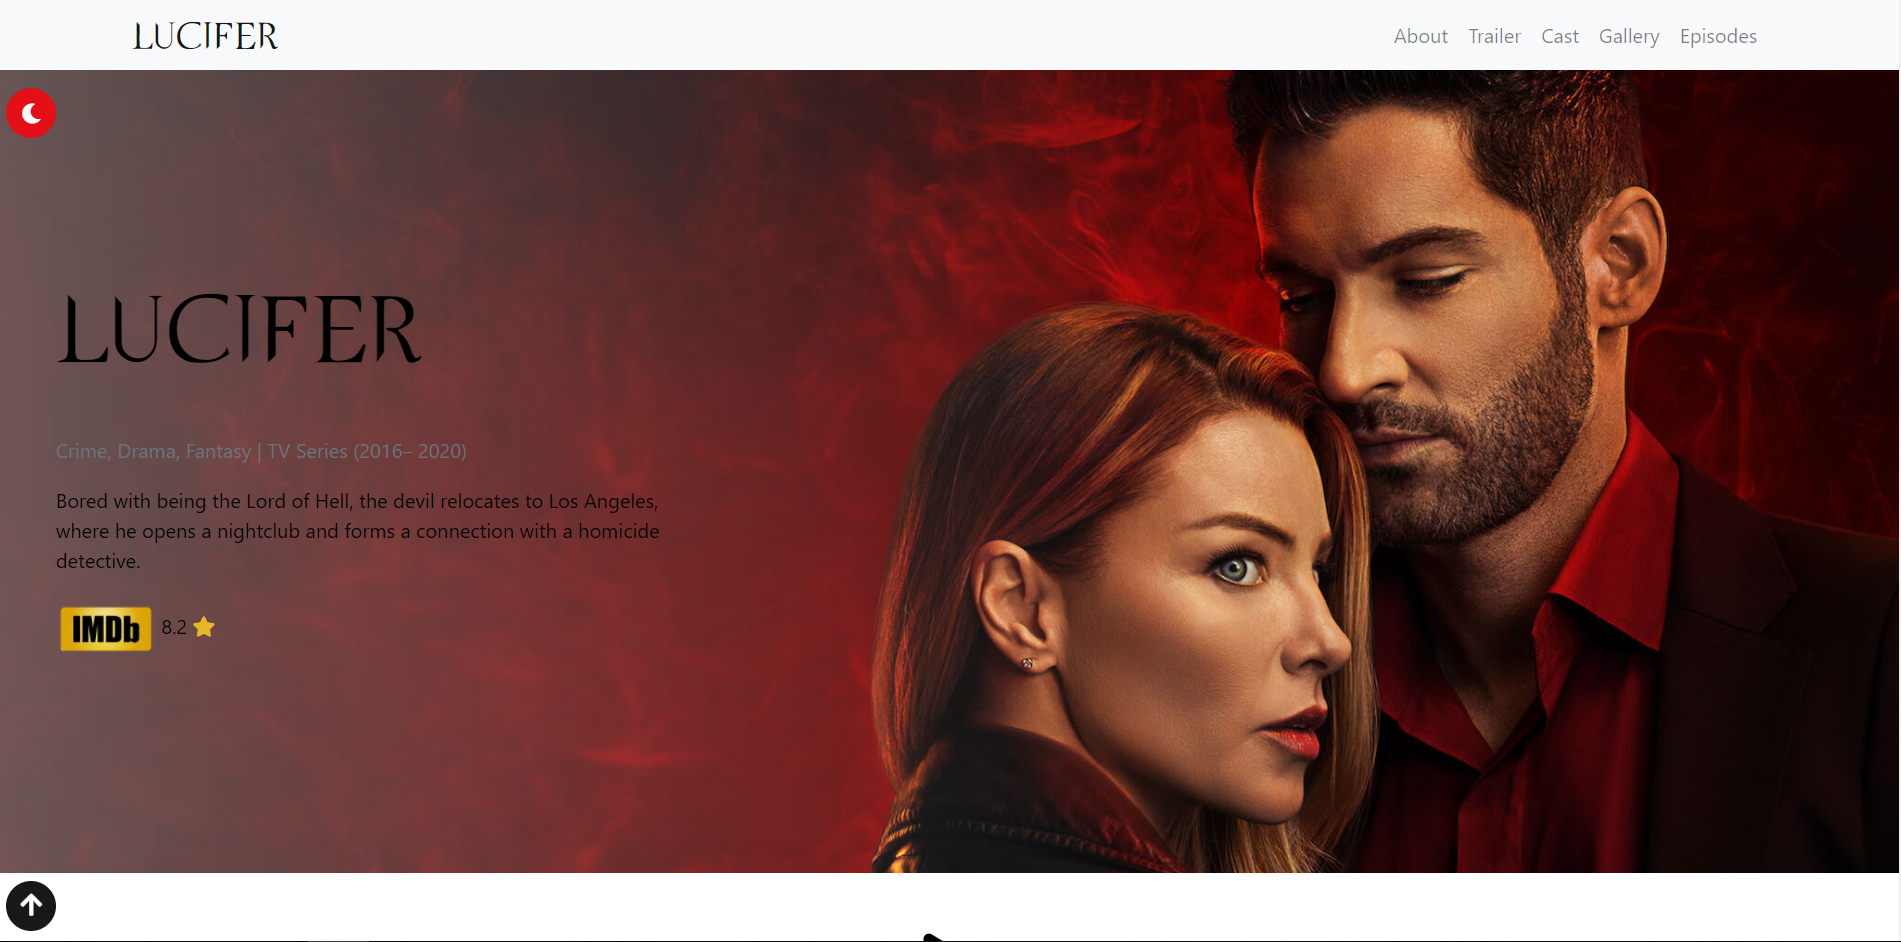 LUCIFER
About Trailer Cast Gallery Episodes
LUCIFER
Crime, Drama, Fantasy | TV Series (2016– 2020)
Bored with being the Lord of Hell, the devil relocates to Los Angeles,
where he opens a nightclub and forms a connection with a homicide
detective.
IMDb 8.2